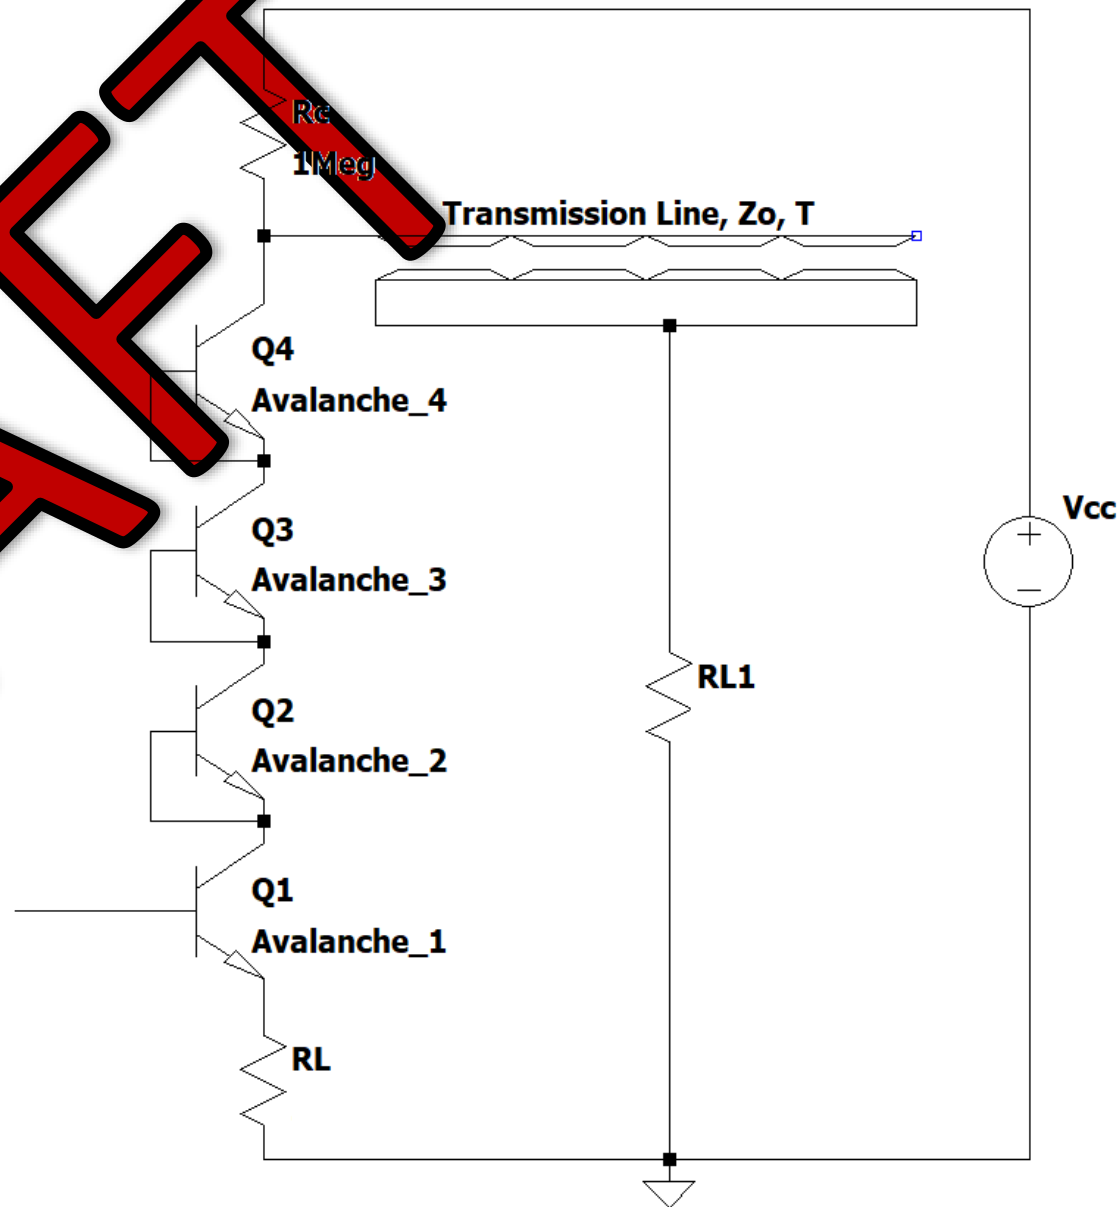 Rc
1Meg
Transmission Line, Zo, T
Q4
Avalanche_4
Vcc
Q3
Avalanche_3
RL1
Q2
Avalanche_2
Q1
Avalanche_1
RL